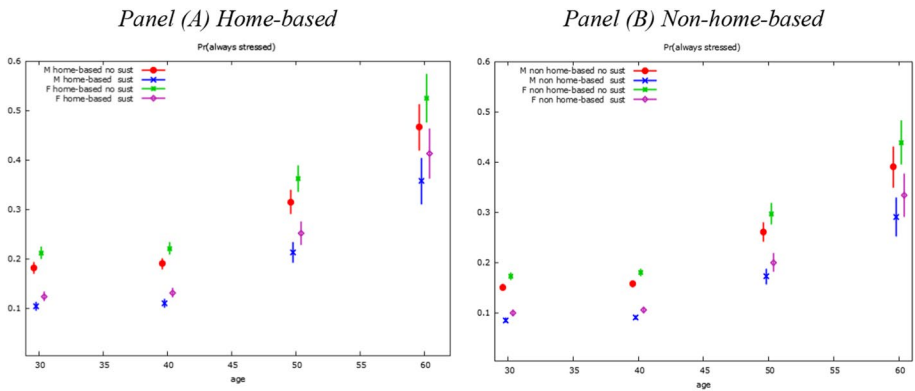 Panel (A) Home-based
Pr(always stressed)
M home-based no sust
M home-based sust
F home-based no sust
F home-based sust
0.6
0.5
0.4
0.3
0.2
0.1
30 35 40 45 50 55 60
age
Panel (B) Non-home-based
Pr(always stressed)
M non home-based no sust
M non home-based sust
F non home-based no sust
F non home-based sust
0.6
0.5
0.4
0.3
0.2
0.1
30 35 40 45 50 55 60
age